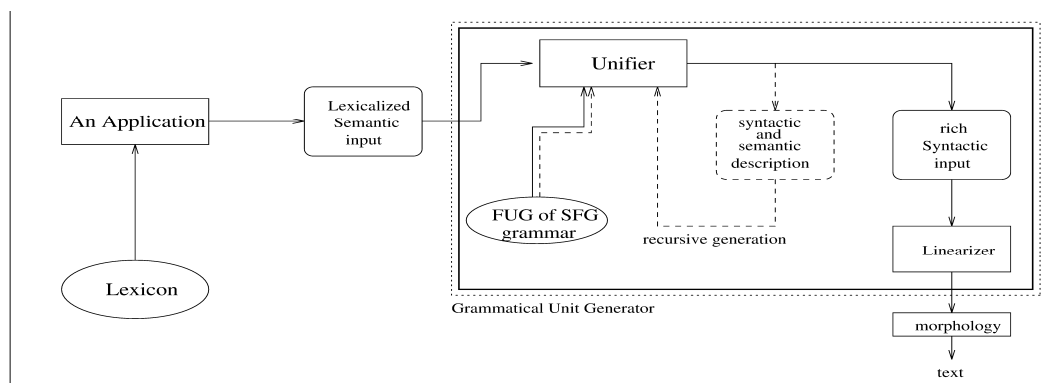 An Application
Lexicon
Lexicalized
Semantic
input
Unifier
FUG of SFG
grammar
syntactic
and
semantic
description
recursive generation
rich
Syntactic
input
Linearizer
Grammatical Unit Generator
morphology
text